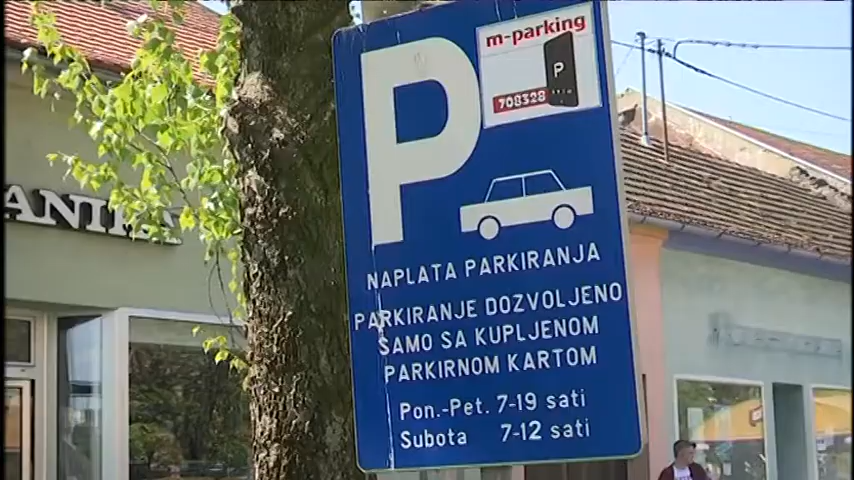 P
m-parking
P
708328
NAPLATA PARKIRANJA
PARKIRANJE DOZVOLJENO
SAMO SA KUPLJENOM
PARKIRNOM KARTOM
Pon.-Pet. 7-19 sati
Subota 7-12 sati